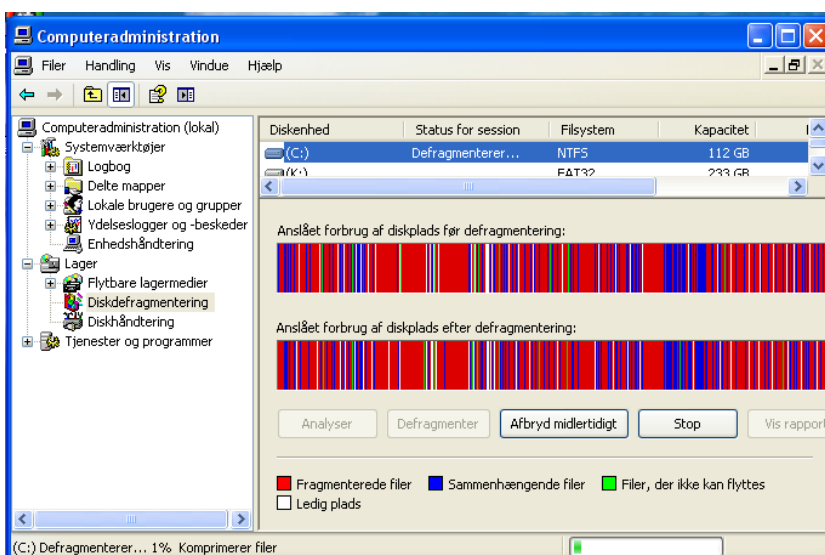 Computeradministration
Filer Handling Vis Vindue Hjælp
Computeradministration (lokal)
Systemværktøjer
Logbog
Delte mapper
Lokale brugere og grupper
Ydelseslogger og -beskeder
Enhedshåndtering
Lager
Flytbare lagermedier
Diskdefragmentering
Diskhåndtering
Tjenester og programmer
Diskenhed Status for session Filsystem Kapacitet
(C:) Defragmenterer... NTFS 112 GB
(K:) FAT32 233 GB
Anslået forbrug af diskplads før defragmentering:
Anslået forbrug af diskplads efter defragmentering:
Analyser Defragmenter Afbryd midlertidigt Stop Vis rapport
Fragmenterede filer Sammenhængende filer Filer, der ikke kan flyttes
Ledig plads
(C:) Defragmenterer... 1% Komprimerer filer